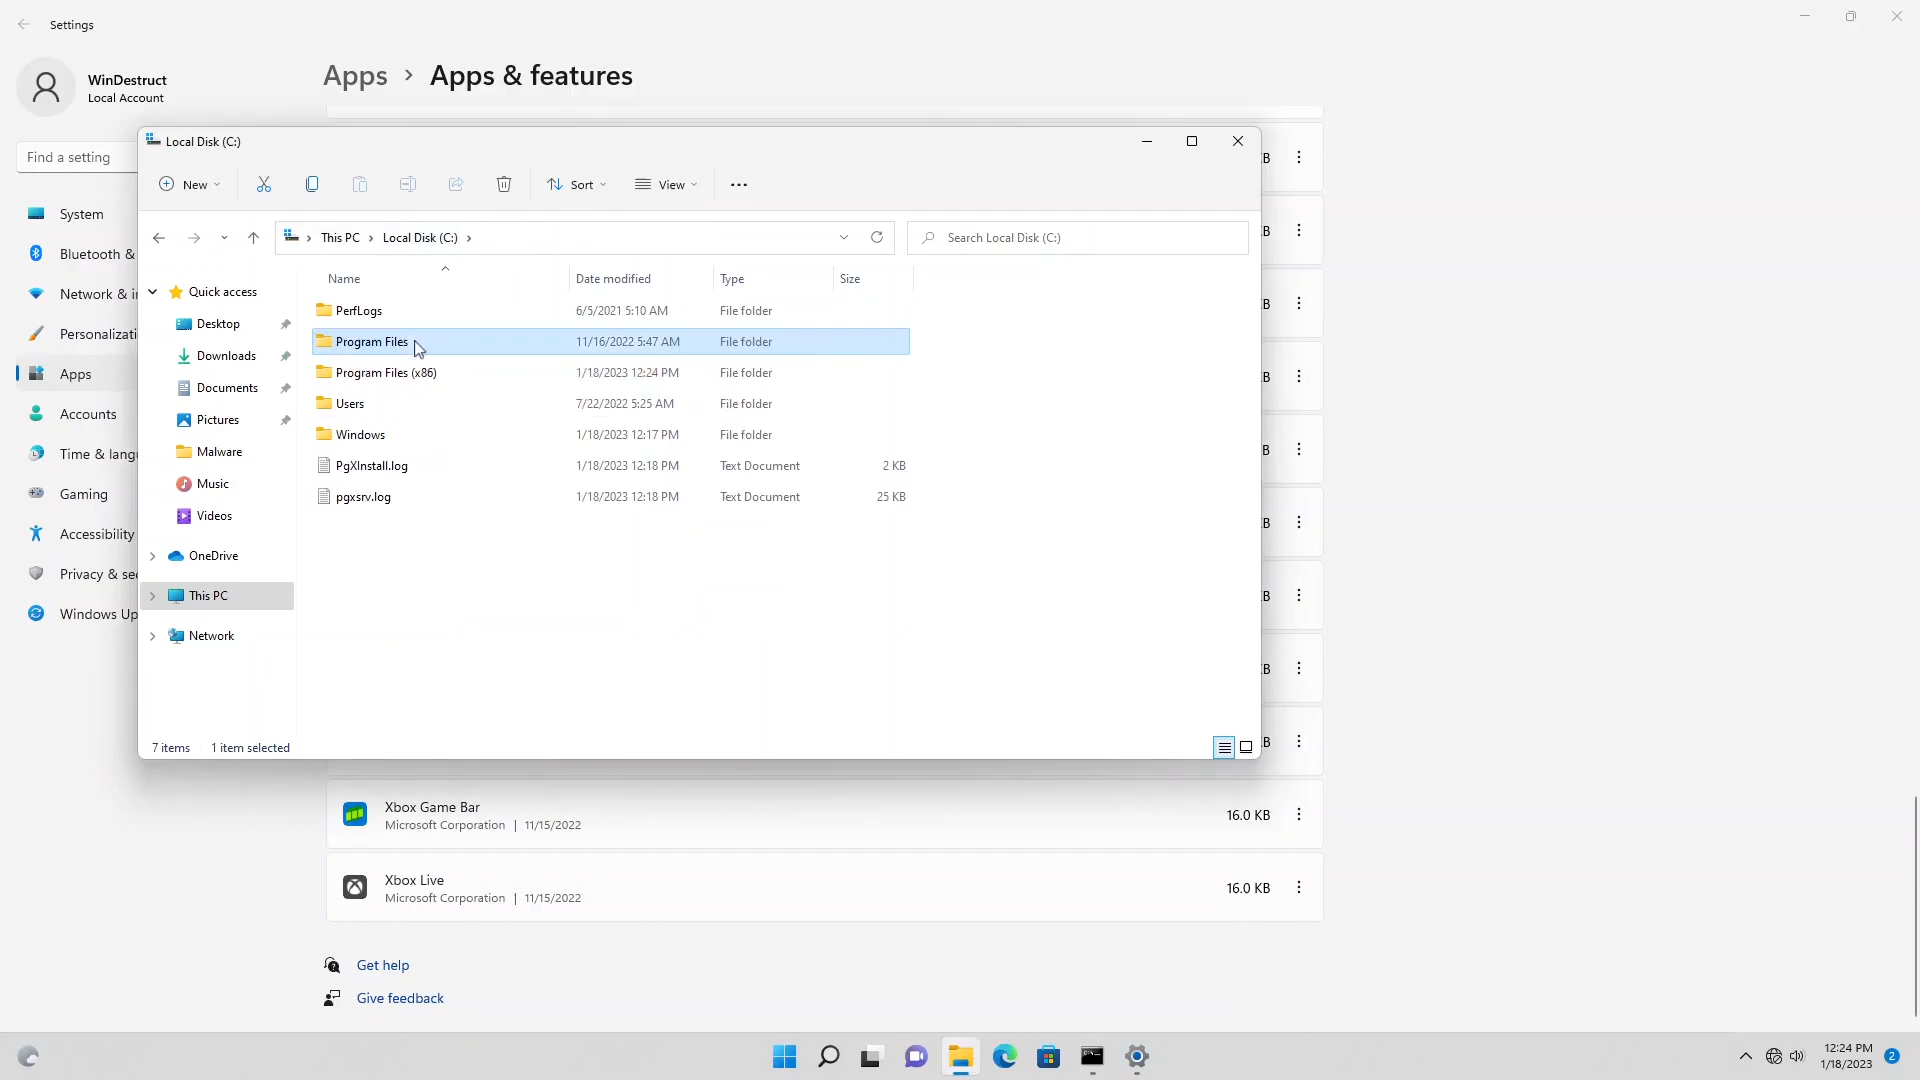 Settings
WinDestruct
Local Account
Apps > Apps & features
Find a setting
System
Bluetooth &
Network & i
Personalizati
Apps
Accounts
Time & langu
Gaming
Accessibility
Privacy & sec
Windows Up
Local Disk (C:)
New
Sort
View
This PC > Local Disk (C:) >
Search Local Disk (C:)
Quick access
Desktop
Downloads
Documents
Pictures
Malware
Music
Videos
OneDrive
This PC
Network
Name Date modified Type Size
PerfLogs 6/5/2021 5:10 AM File folder
Program Files 11/16/2022 5:47 AM File folder
Program Files (x86) 1/18/2023 12:24 PM File folder
Users 7/22/2022 5:25 AM File folder
Windows 1/18/2023 12:17 PM File folder
PgXInstall.log 1/18/2023 12:18 PM Text Document 2 KB
pgxsrv.log 1/18/2023 12:18 PM Text Document 25 KB
7 items 1 item selected
B
B
B
B
B
B
B
B
B
Xbox Game Bar
Microsoft Corporation | 11/15/2022
16.0 KB
Xbox Live
Microsoft Corporation | 11/15/2022
16.0 KB
Get help
Give feedback
12:24 PM
1/18/2023
2